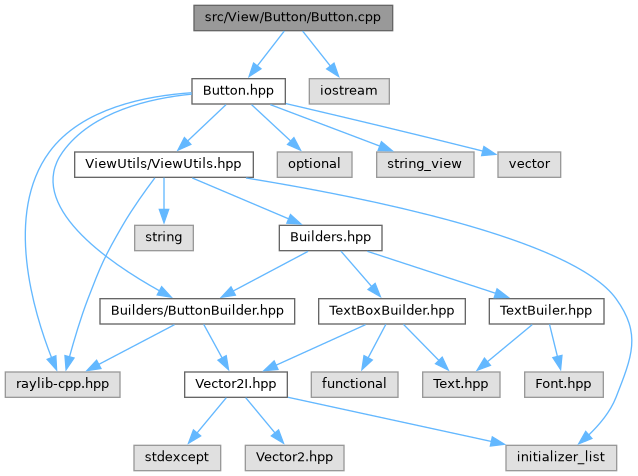 src/View/Button/Button.cpp
Button.hpp
iostream
ViewUtils/ViewUtils.hpp
optional
string_view
vector
string
Builders.hpp
Builders/ButtonBuilder.hpp
TextBoxBuilder.hpp
TextBuiler.hpp
raylib-cpp.hpp
Vector2I.hpp
functional
Text.hpp
Font.hpp
stdexcept
Vector2.hpp
initializer_list